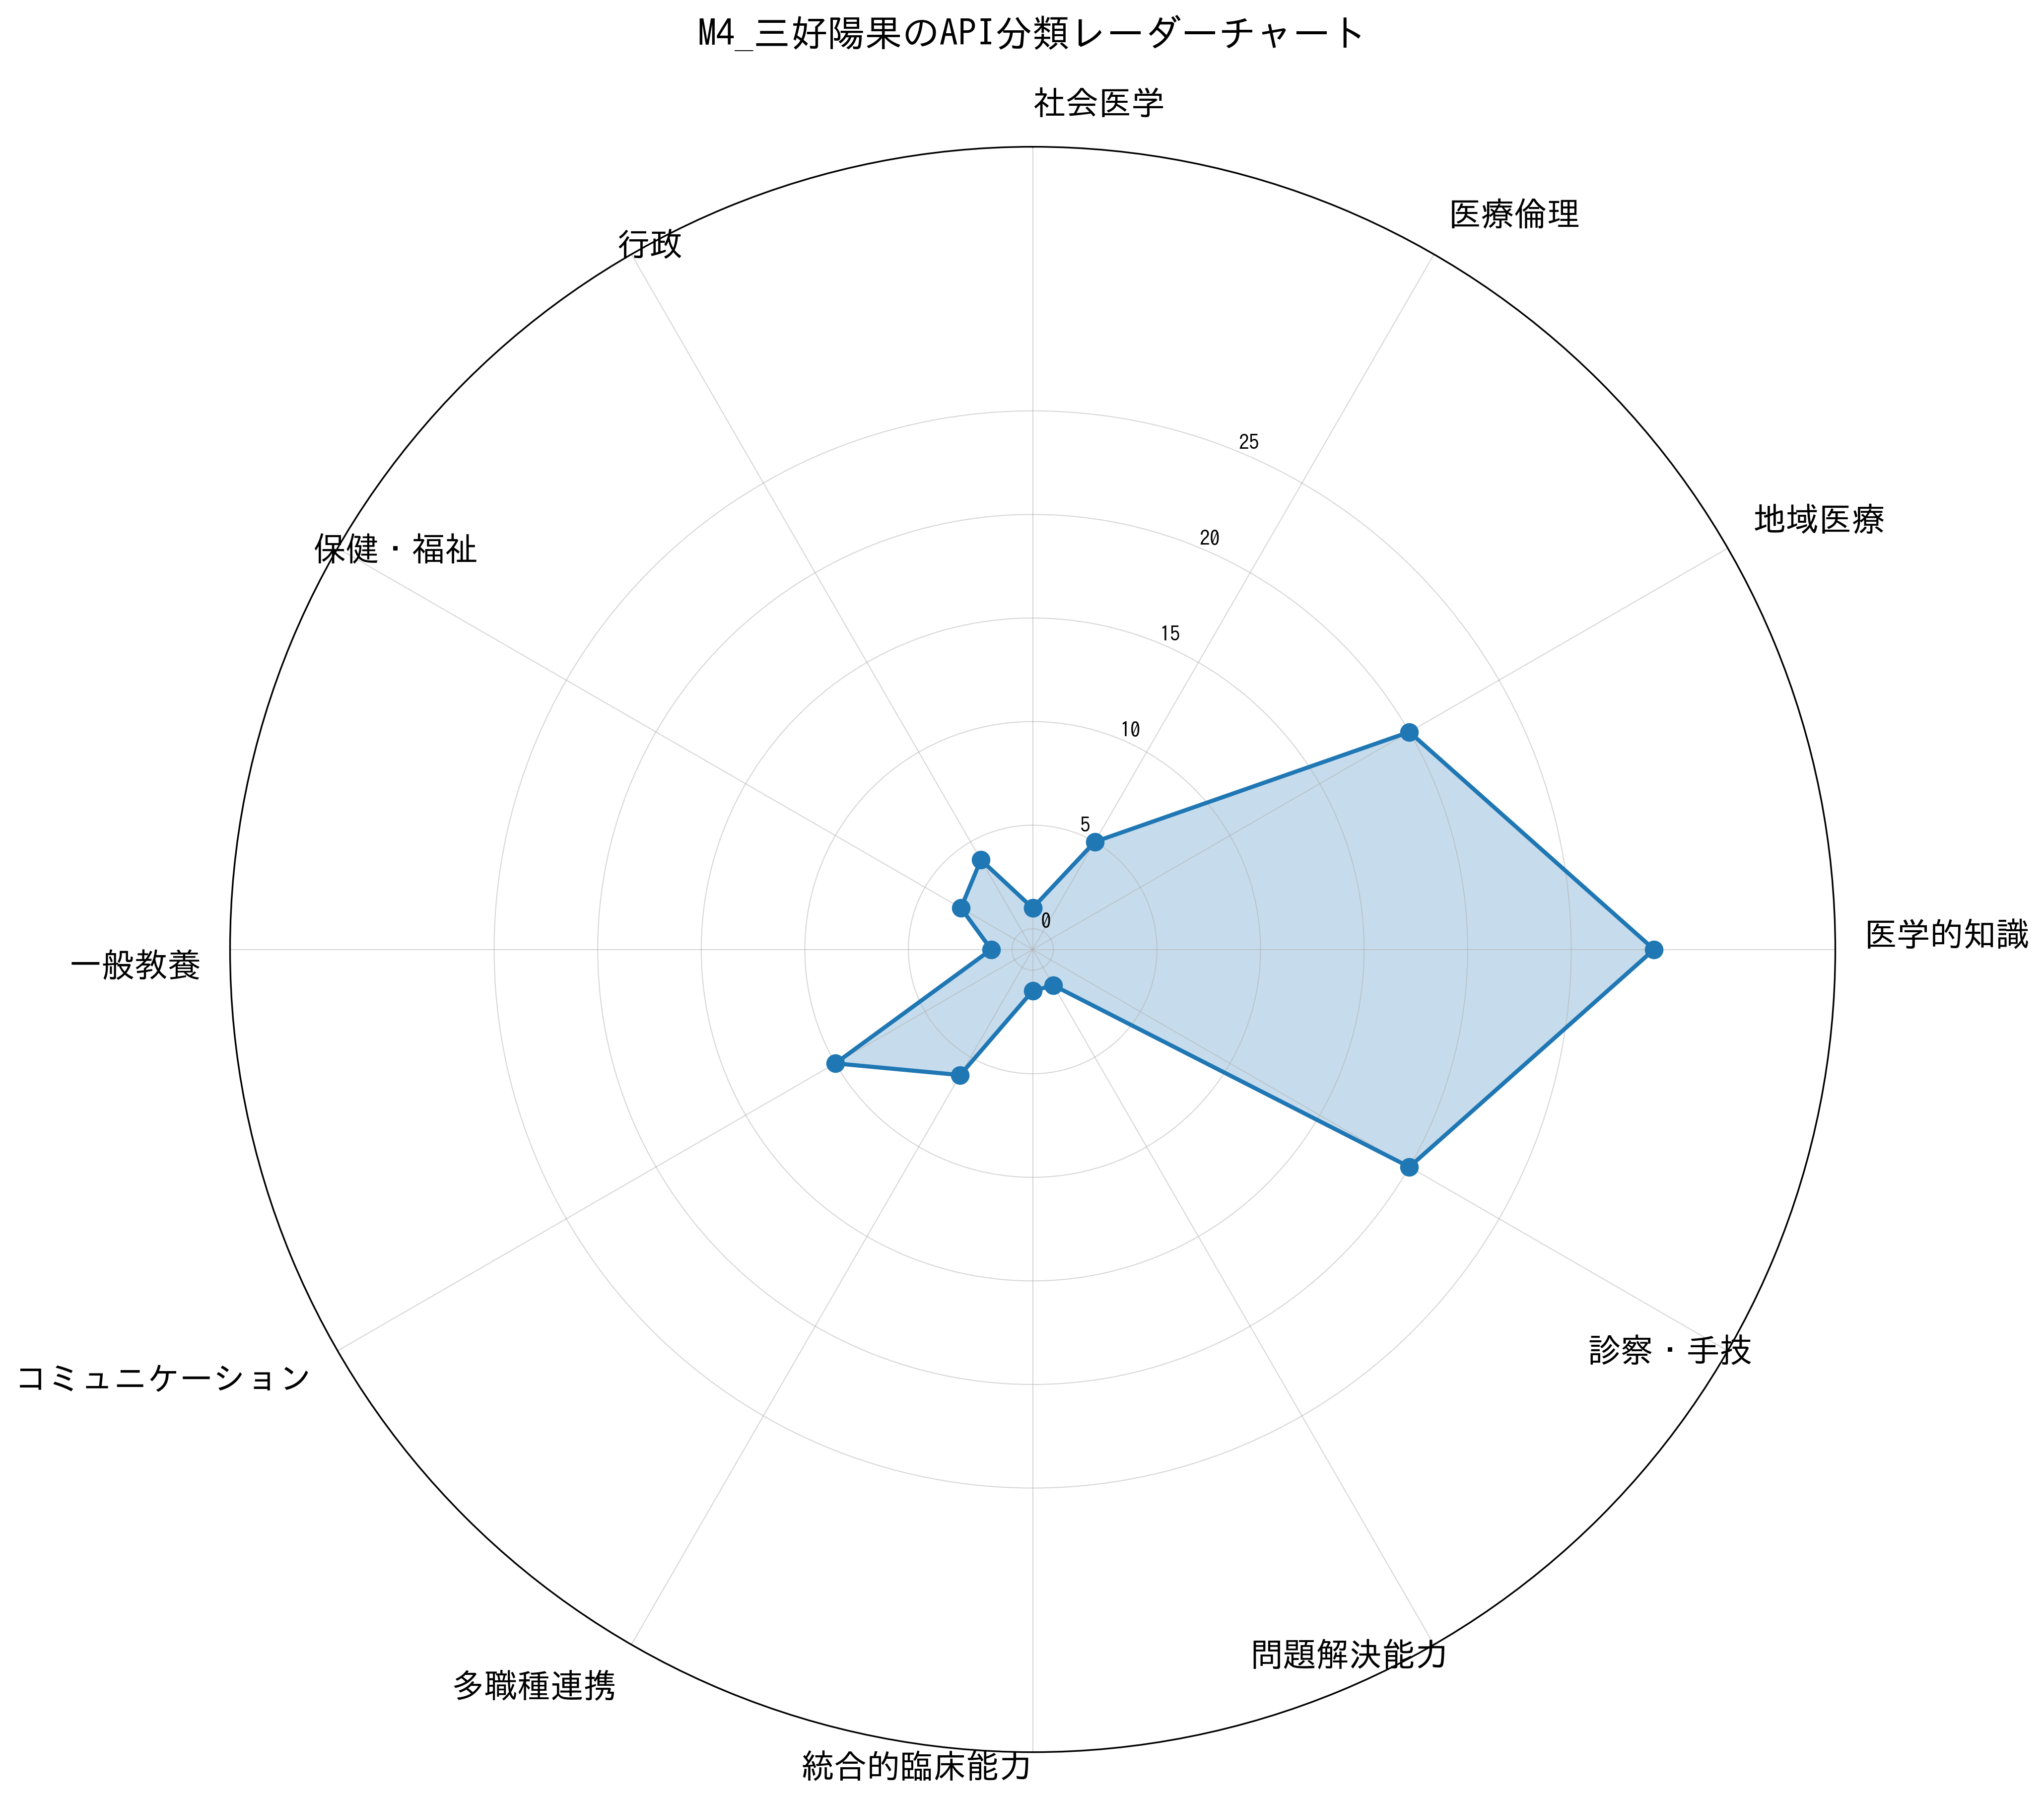 M4_三好陽果のAPI分類レーダーチャート
社会医学
医療倫理
行政
25
地域医療
20
保健・福祉
15
10
5
0
医学的知識
一般教養
診察・手技
コミュニケーション
問題解決能力
多職種連携
統合的臨床能力